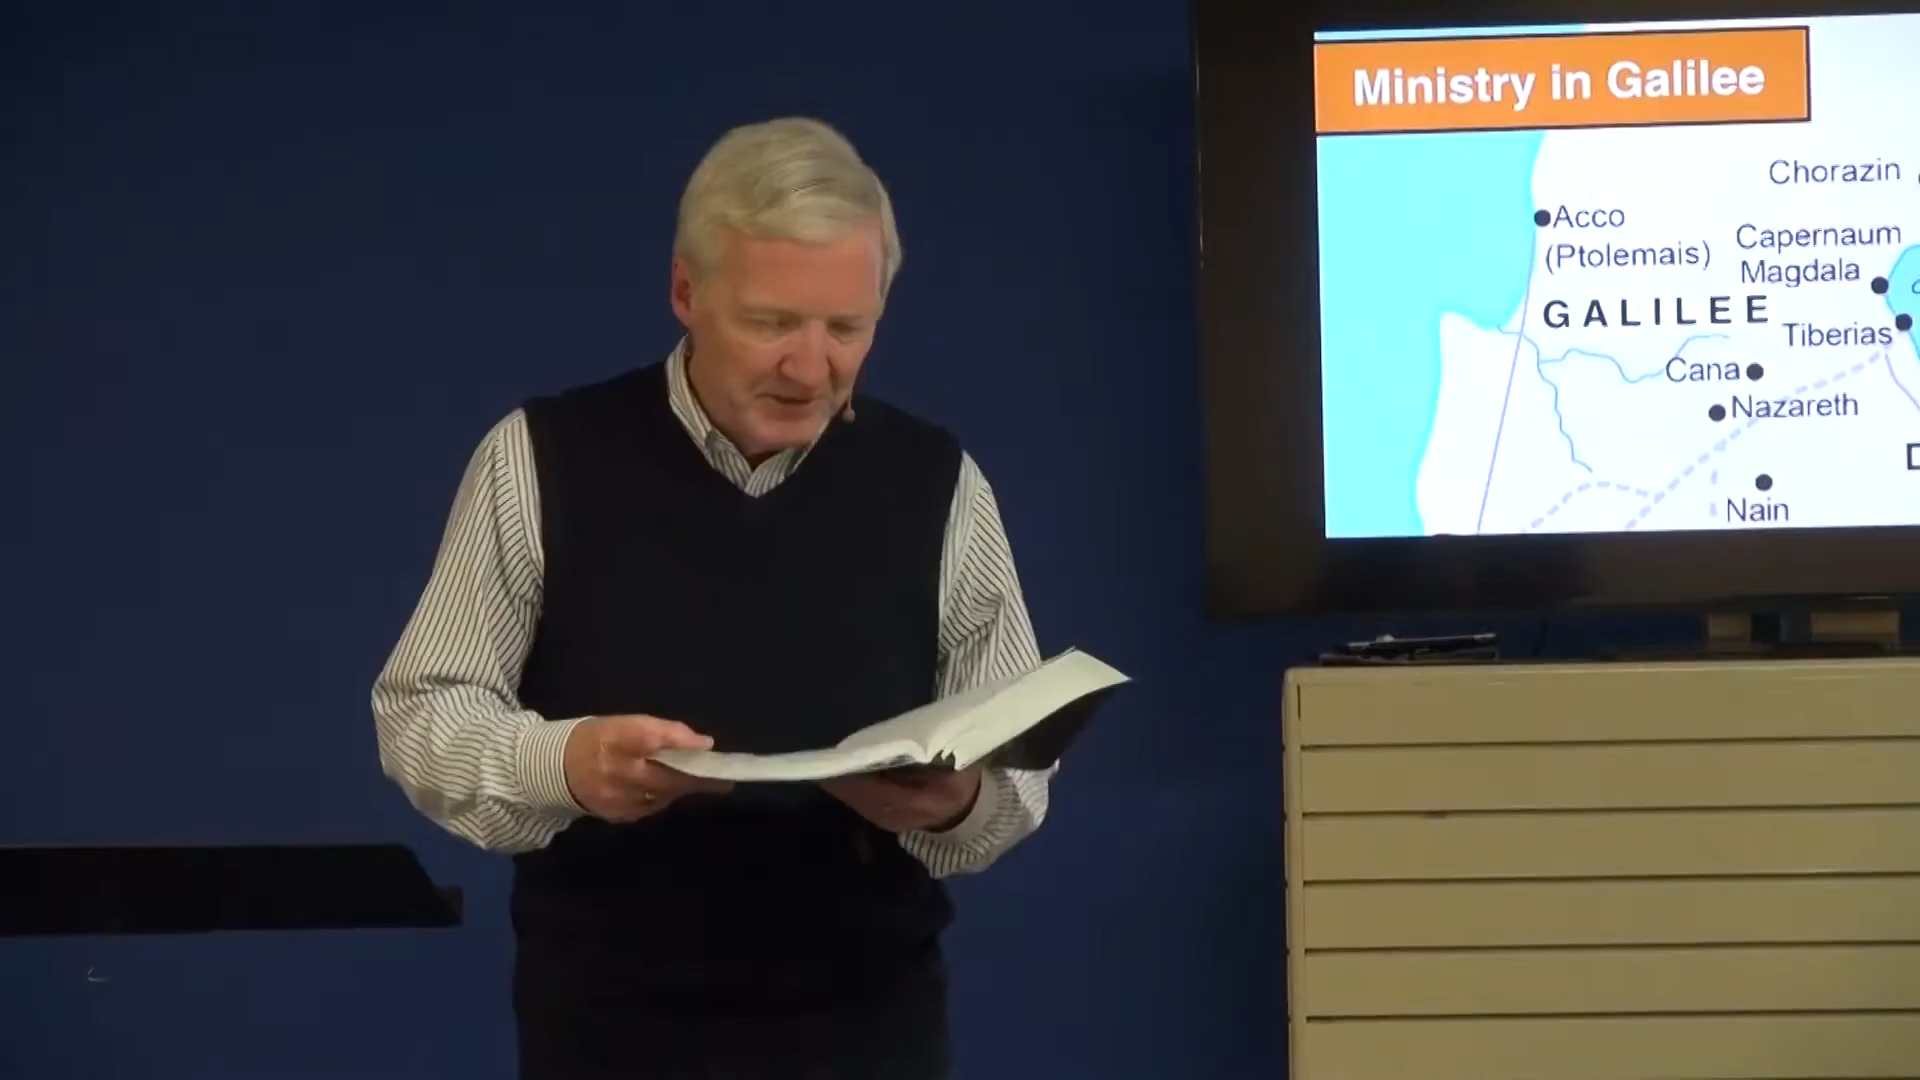 Ministry in Galilee
Chorazin
Acco
(Ptolemais)
Capernaum
Magdala
GALILEE
Tiberias
Cana
Nazareth
Nain